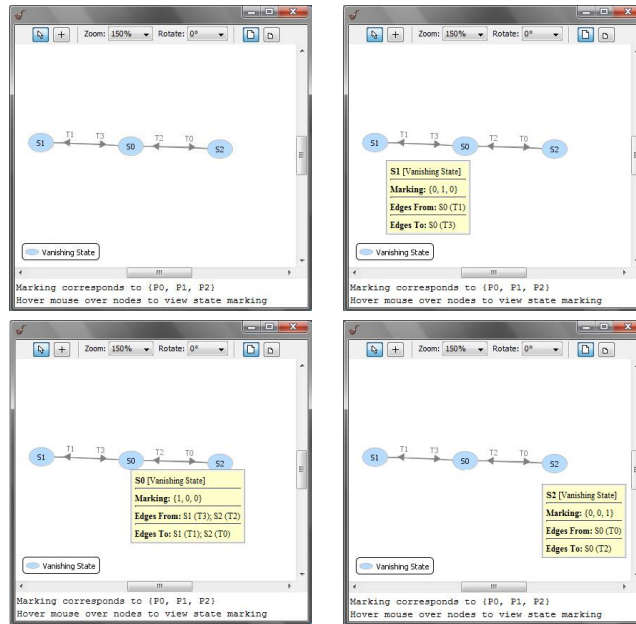 Zoom: 150% Rotate: 0°
T1 T3 T2 T0
S1 S0 S2
Vanishing State
Marking corresponds to {P0, P1, P2}
Hover mouse over nodes to view state marking
Zoom: 150% Rotate: 0°
T1 T3 T2 T0
S1 S0 S2
S1 [Vanishing State]
Marking: {0, 1, 0}
Edges From: S0 (T1)
Edges To: S0 (T3)
Vanishing State
Marking corresponds to {P0, P1, P2}
Hover mouse over nodes to view state marking
Zoom: 150% Rotate: 0°
T1 T3 T2 T0
S1 S0 S2
S0 [Vanishing State]
Marking: {1, 0, 0}
Edges From: S1 (T3); S2 (T2)
Edges To: S1 (T1); S2 (T0)
Vanishing State
Marking corresponds to {P0, P1, P2}
Hover mouse over nodes to view state marking
Zoom: 150% Rotate: 0°
T1 T3 T2 T0
S1 S0 S2
S2 [Vanishing State]
Marking: {0, 0, 1}
Edges From: S0 (T0)
Edges To: S0 (T2)
Vanishing State
Marking corresponds to {P0, P1, P2}
Hover mouse over nodes to view state marking